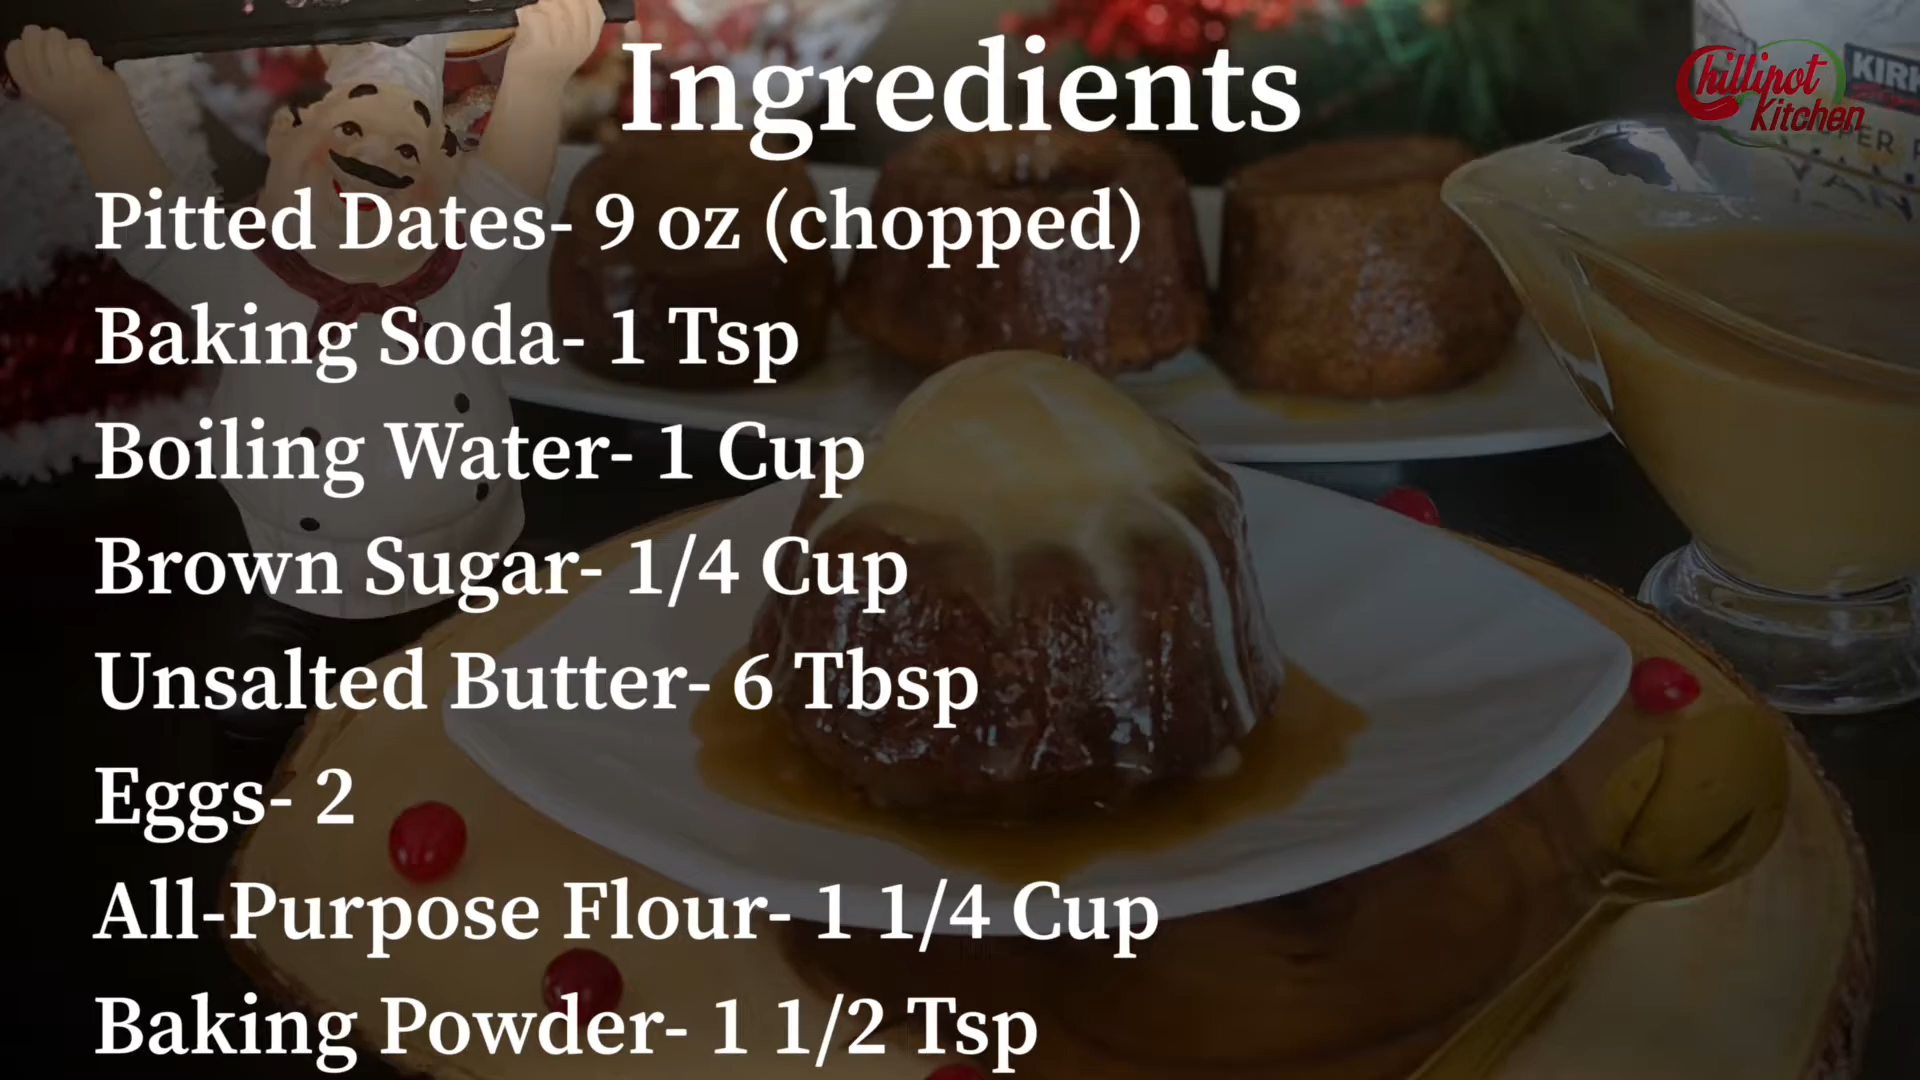 Ingredients
Chillipot
Kitchen
Pitted Dates- 9 oz (chopped)
Baking Soda- 1 Tsp
Boiling Water- 1 Cup
Brown Sugar- 1/4 Cup
Unsalted Butter- 6 Tbsp
Eggs- 2
All-Purpose Flour- 1 1/4 Cup
Baking Powder- 1 1/2 Tsp